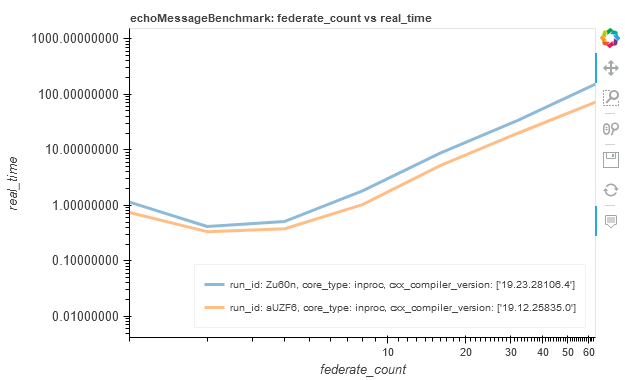 echoMessageBenchmark: federate_count vs real_time
1000.00000000
100.00000000
10.00000000
1.00000000
0.10000000
0.01000000
real_time
run_id: Zu60n, core_type: inproc, cxx_compiler_version: ['19.23.28106.4']
run_id: aUZF6, core_type: inproc, cxx_compiler_version: ['19.12.25835.0']
10 20 30 40 50 60
federate_count